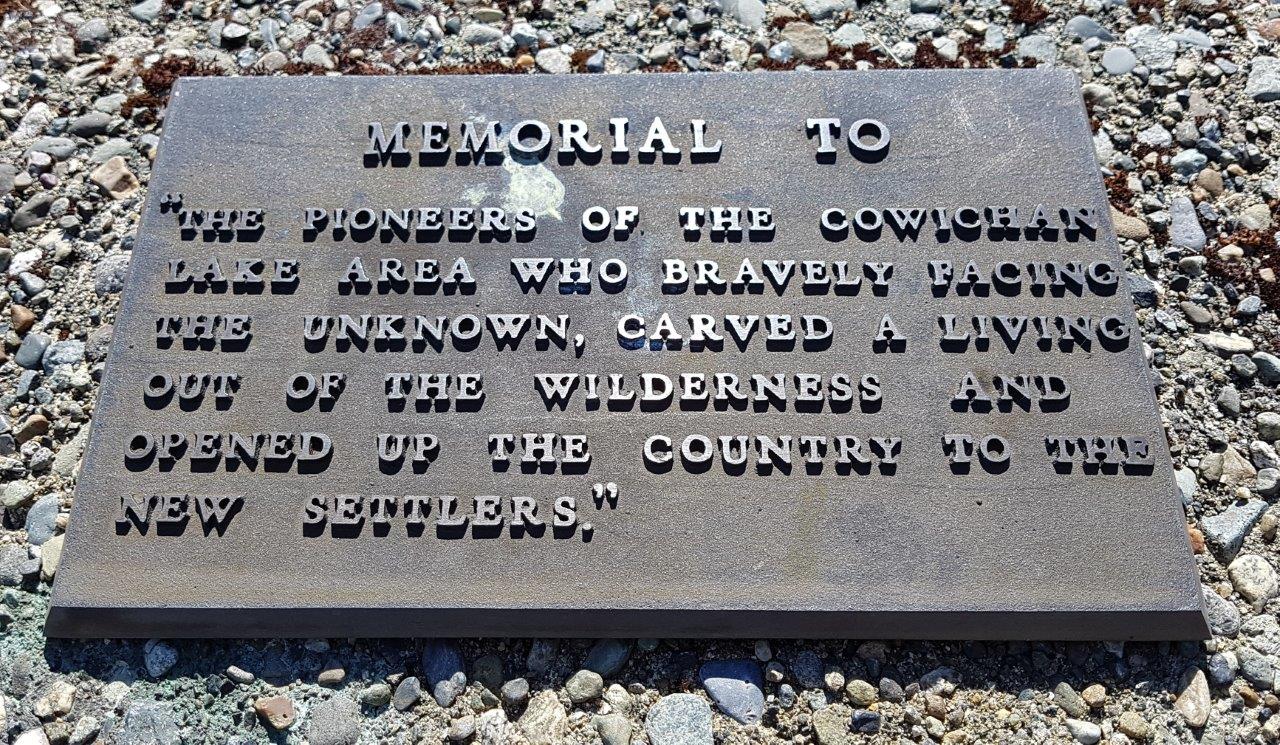 MEMORIAL TO
"THE PIONEERS OF THE COWICHAN
LAKE AREA WHO BRAVELY FACING
THE UNKNOWN, CARVED A LIVING
OUT OF THE WILDERNESS AND
OPENED UP THE COUNTRY TO THE
NEW SETTLERS."